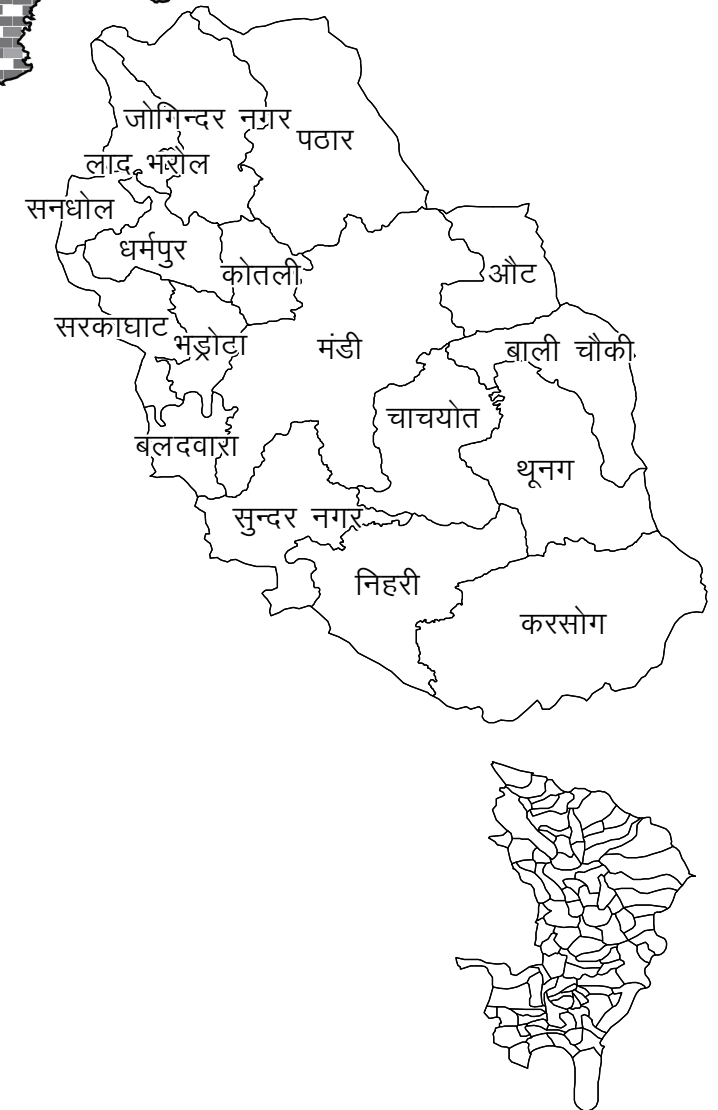 जोगिन्दर नगर
पठार
लाद भरोल
सनधोल
धर्मपुर
कोतली
औट
सरकाघाट
भड्रोटा
मंडी
बाली चौकी
चाचयोत
बलदवारा
थूनग
सुन्दर नगर
निहरी
करसोग